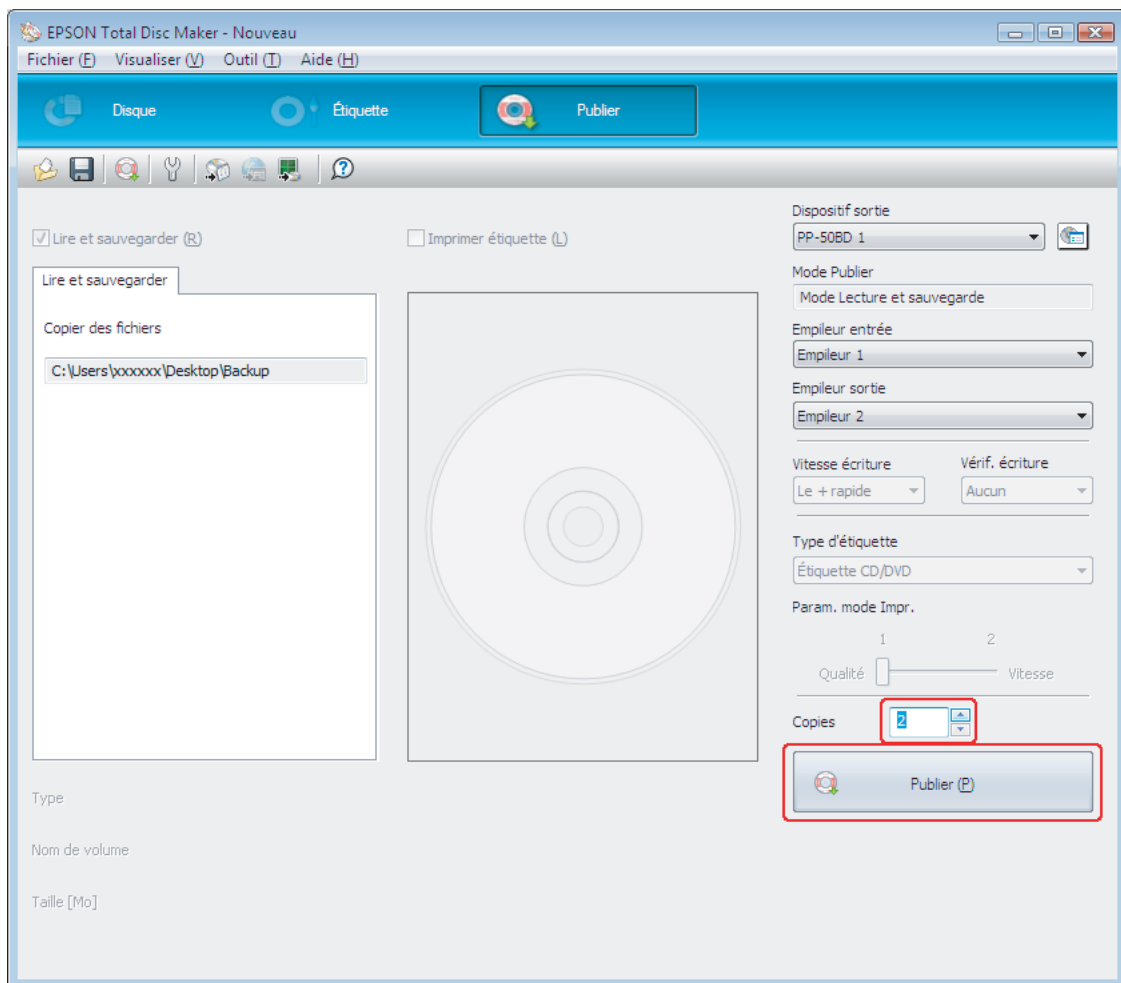 EPSON Total Disc Maker - Nouveau
Fichier (F) Visualiser (V) Outil (T) Aide (H)
Disque Étiquette Publier
Lire et sauvegarder (R)
Imprimer étiquette (L)
Lire et sauvegarder
Copier des fichiers
C:\Users\xxxxxx\Desktop\Backup
Type
Nom de volume
Taille [Mo]
Dispositif sortie
PP-50BD 1
Mode Publier
Mode Lecture et sauvegarde
Empileur entrée
Empileur 1
Empileur sortie
Empileur 2
Vitesse écriture Vérif. écriture
Le + rapide Aucun
Type d'étiquette
Étiquette CD/DVD
Param. mode Impr.
1 2
Qualité Vitesse
Copies 2
Publier (P)